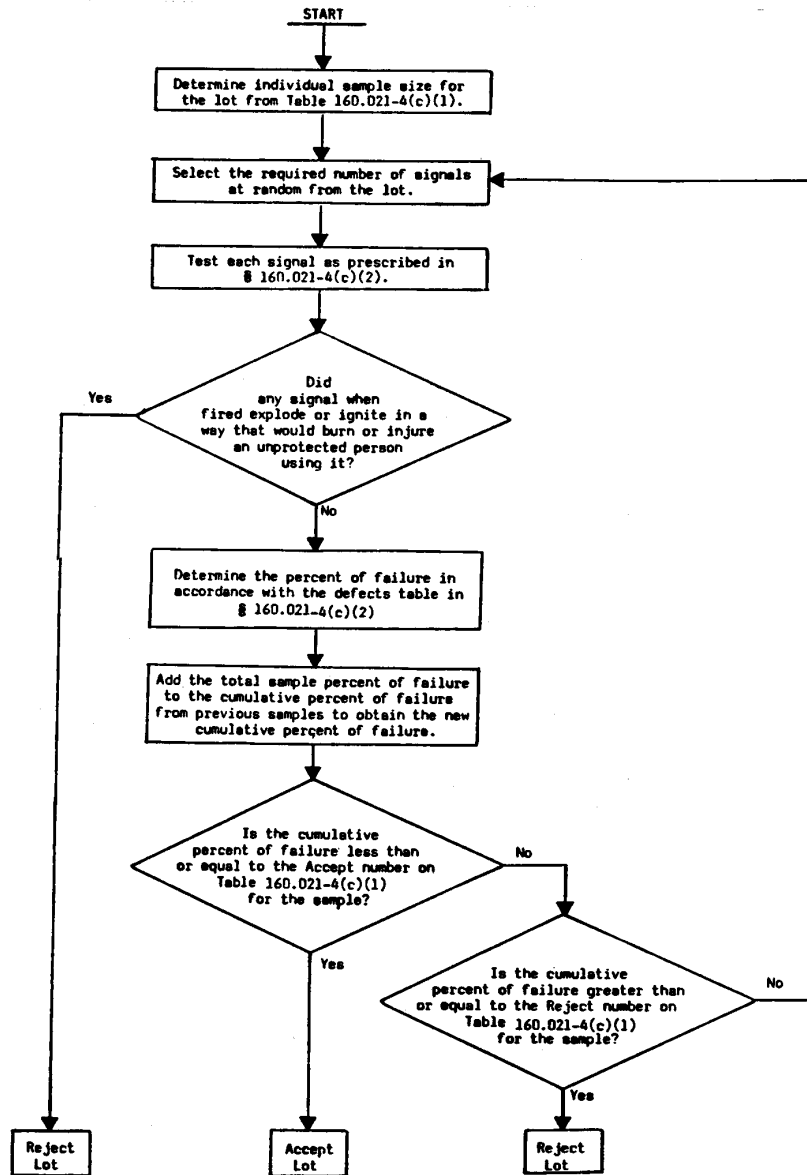 START
Determine individual sample size for
the lot from Table 160.021-4(c)(1).
Select the required number of signals
at random from the lot.
Test each signal as prescribed in
§ 160.021-4(c)(2).
Yes
Did
any signal when
fired explode or ignite in a
way that would burn or injure
an unprotected person
using it?
No
Determine the percent of failure in
accordance with the defects table in
§ 160.021-4(c)(2)
Add the total sample percent of failure
to the cumulative percent of failure
from previous samples to obtain the new
cumulative percent of failure.
Is the cumulative
percent of failure less than
or equal to the Accept number on
Table 160.021-4(c)(1)
for the sample?
No
Yes
Is the cumulative
percent of failure greater than
or equal to the Reject number on
Table 160.021-4(c)(1)
for the sample?
No
Yes
Reject
Lot
Accept
Lot
Reject
Lot